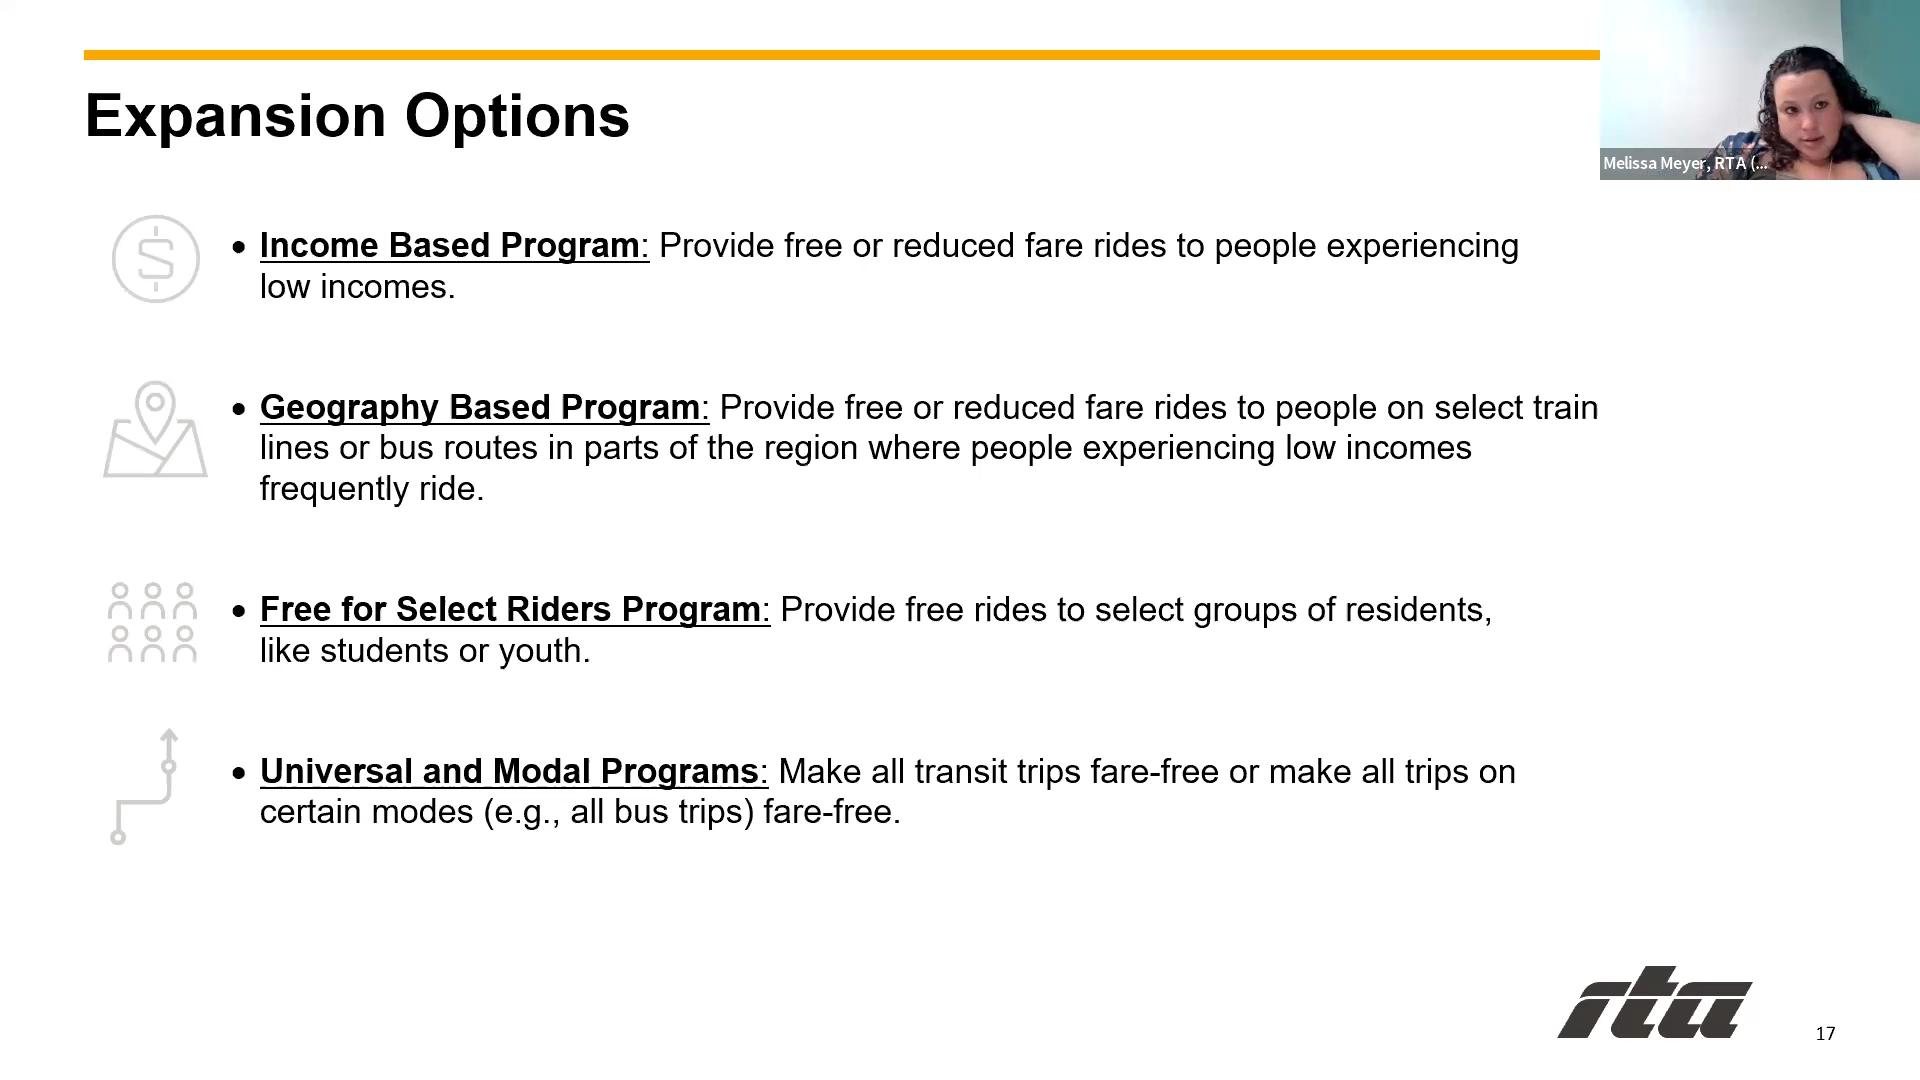 Expansion Options
Melissa Meyer, RTA (...
• Income Based Program: Provide free or reduced fare rides to people experiencing
low incomes.
• Geography Based Program: Provide free or reduced fare rides to people on select train
lines or bus routes in parts of the region where people experiencing low incomes
frequently ride.
• Free for Select Riders Program: Provide free rides to select groups of residents,
like students or youth.
• Universal and Modal Programs: Make all transit trips fare-free or make all trips on
certain modes (e.g., all bus trips) fare-free.
rta
17